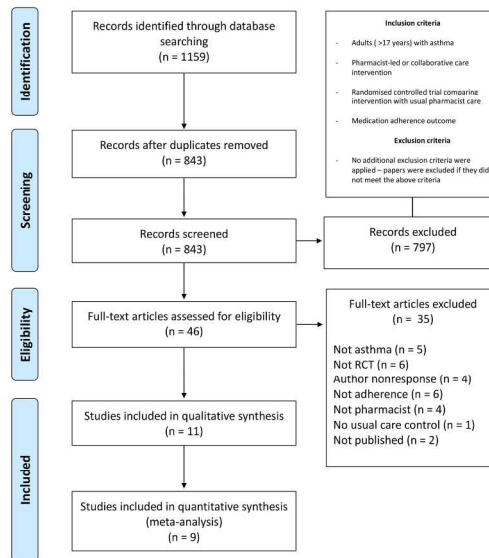 Identification
Records identified through database
searching
(n = 1159)
Inclusion criteria
- Adults ( >17 years) with asthma
- Pharmacist-led or collaborative care
intervention
- Randomised controlled trial comparing
intervention with usual pharmacist care
- Medication adherence outcome
Exclusion criteria
- No additional exclusion criteria were
applied – papers were excluded if they did
not meet the above criteria
Screening
Records after duplicates removed
(n = 843)
Records screened
(n = 843)
Records excluded
(n = 797)
Eligibility
Full-text articles assessed for eligibility
(n = 46)
Full-text articles excluded
(n = 35)
Not asthma (n = 5)
Not RCT (n = 6)
Author nonresponse (n = 4)
Not adherence (n = 6)
Not pharmacist (n = 4)
No usual care control (n = 1)
Not published (n = 2)
Included
Studies included in qualitative synthesis
(n = 11)
Studies included in quantitative synthesis
(meta-analysis)
(n = 9)